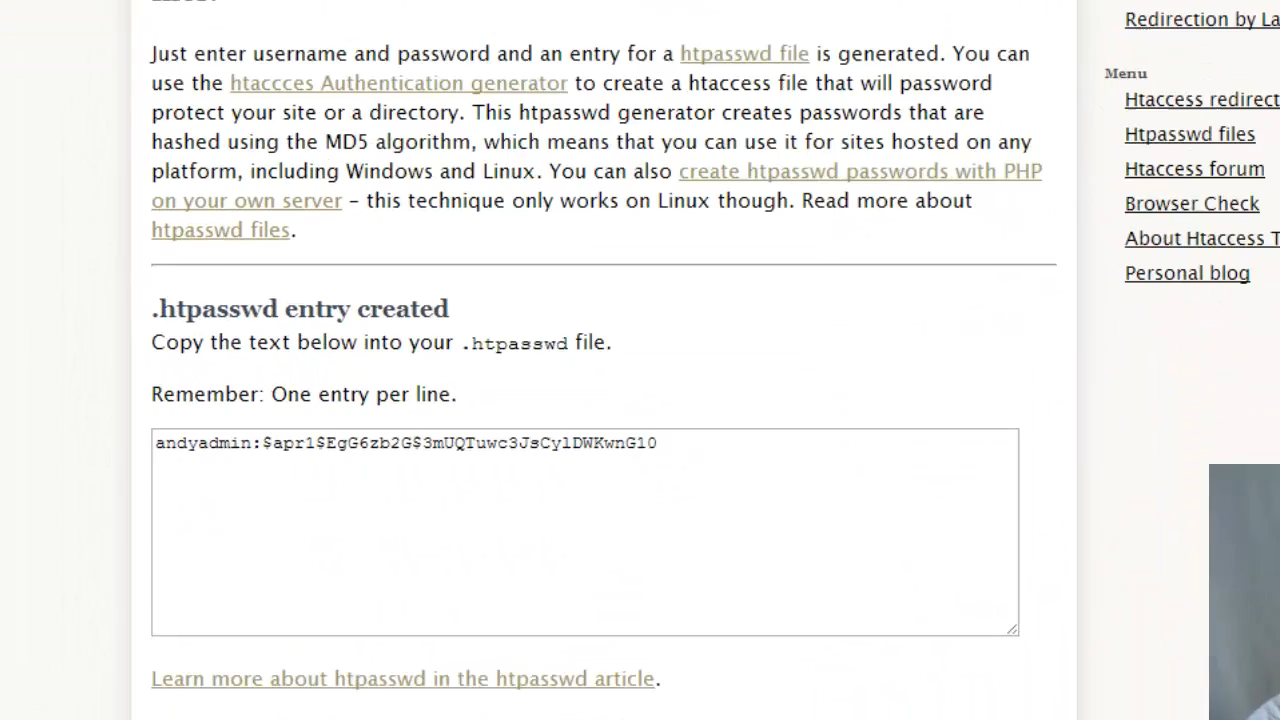 Just enter username and password and an entry for a htpasswd file is generated. You can
use the htaccces Authentication generator to create a htaccess file that will password
protect your site or a directory. This htpasswd generator creates passwords that are
hashed using the MD5 algorithm, which means that you can use it for sites hosted on any
platform, including Windows and Linux. You can also create htpasswd passwords with PHP
on your own server – this technique only works on Linux though. Read more about
htpasswd files.
.htpasswd entry created
Copy the text below into your .htpasswd file.
Remember: One entry per line.
andyadmin:$apr1$EgG6zb2G$3mUQTuwc3JsCylDWKwnG10
Learn more about htpasswd in the htpasswd article.
Redirection by La
Menu
Htaccess redirect
Htpasswd files
Htaccess forum
Browser Check
About Htaccess T
Personal blog